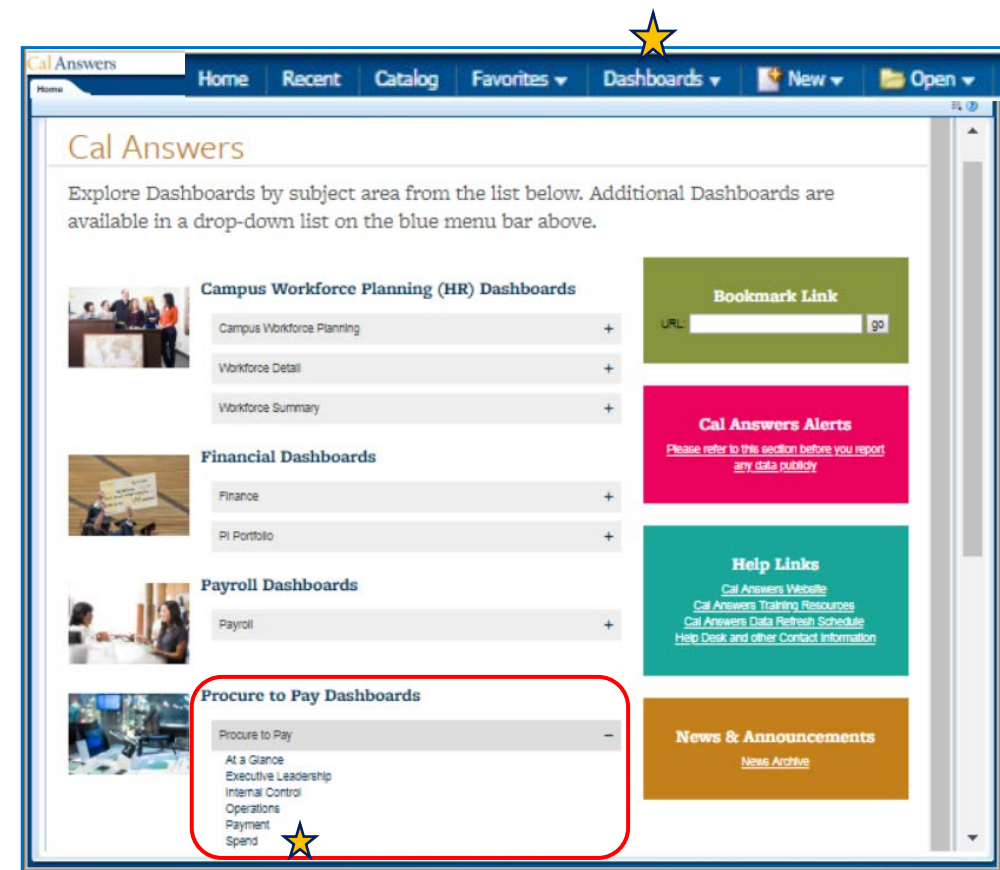 Cal Answers
Home Recent Catalog Favorites Dashboards New Open
Home
Cal Answers
Explore Dashboards by subject area from the list below. Additional Dashboards are
available in a drop-down list on the blue menu bar above.
Campus Workforce Planning (HR) Dashboards
Campus Workforce Planning +
Workforce Detail +
Workforce Summary +
Financial Dashboards
Finance +
PI Portfolio +
Payroll Dashboards
Payroll +
Procure to Pay Dashboards
Procure to Pay −
At a Glance
Executive Leadership
Internal Control
Operations
Payment
Spend
Bookmark Link
URL: go
Cal Answers Alerts
Please refer to this section before you report
any data publicly
Help Links
Cal Answers Website
Cal Answers Training Resources
Cal Answers Data Refresh Schedule
Help Desk and other Contact Information
News & Announcements
News Archive